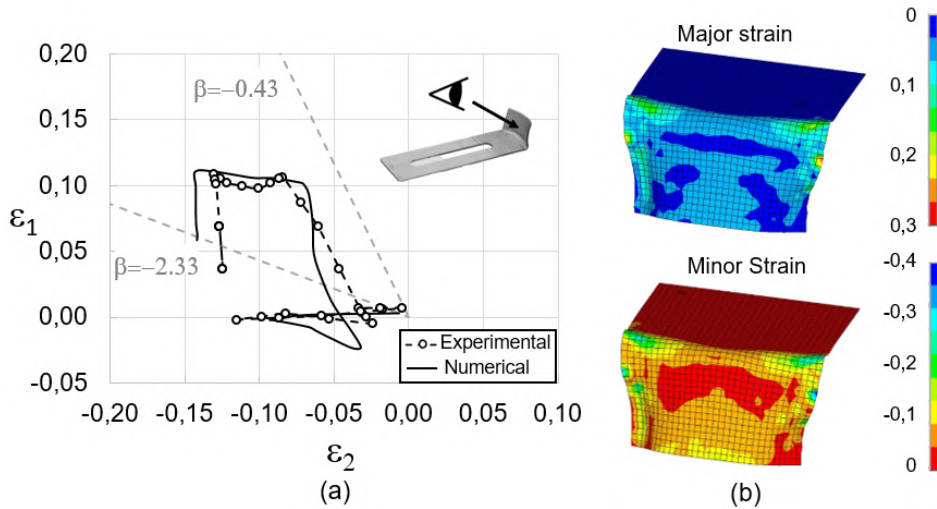 0,20
0,15
0,10
0,05
0,00
-0,05
ε1
β=−0.43
β=−2.33
Experimental
Numerical
-0,20 -0,15 -0,10 -0,05 0,00 0,05 0,10
ε2
(a)
Major strain
0
0,1
0,2
0,3
Minor Strain
-0,4
-0,3
-0,2
-0,1
0
(b)